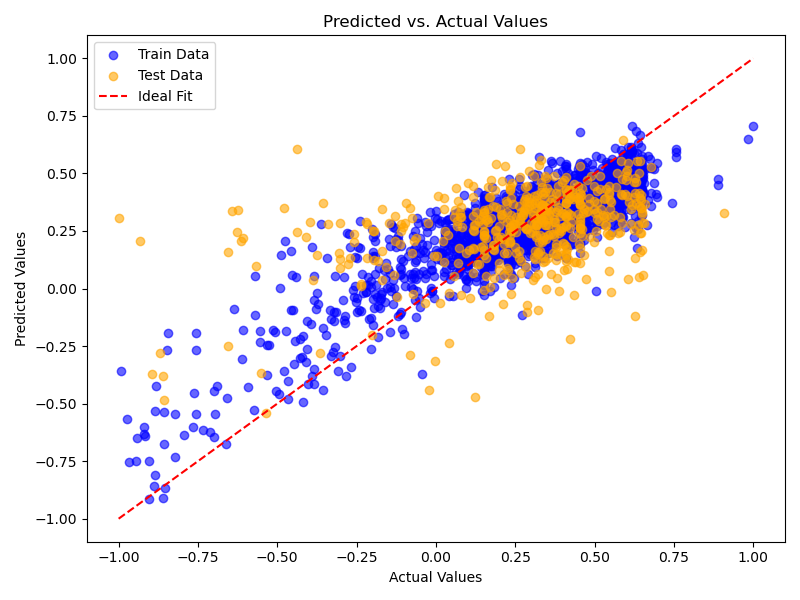 Predicted vs. Actual Values
Train Data
Test Data
Ideal Fit
Predicted Values
1.00
0.75
0.50
0.25
0.00
−0.25
−0.50
−0.75
−1.00
−1.00 −0.75 −0.50 −0.25 0.00 0.25 0.50 0.75 1.00
Actual Values